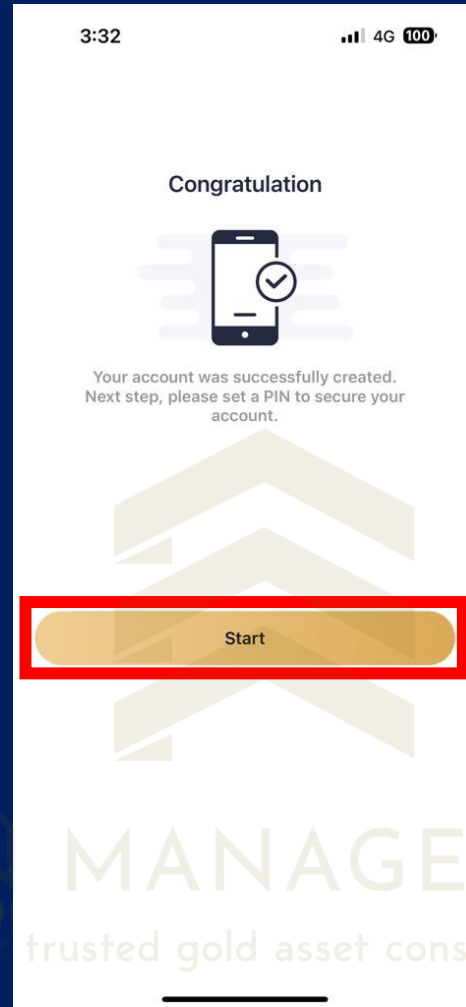 3:32
4G 100
Congratulation
Your account was successfully created.
Next step, please set a PIN to secure your
account.
Start
MANAGE
trusted gold asset cons